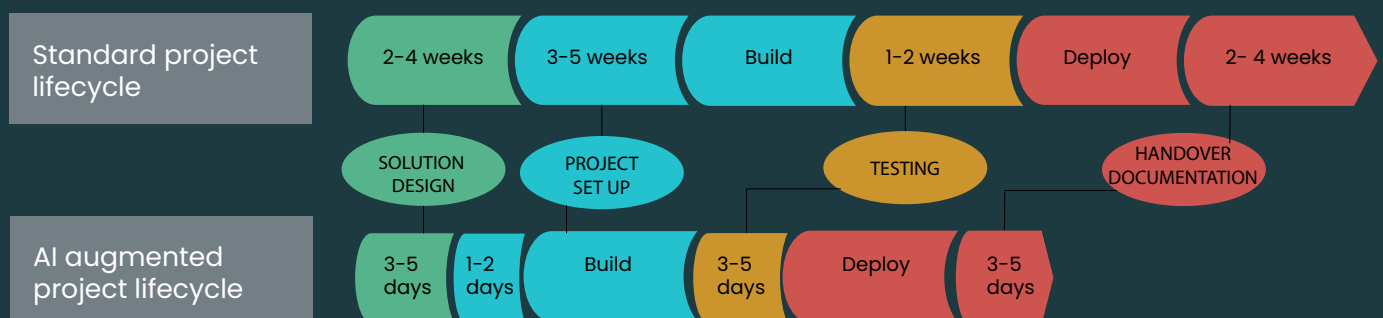 Standard project
lifecycle
2-4 weeks
3-5 weeks
Build
1-2 weeks
Deploy
2- 4 weeks
SOLUTION
DESIGN
PROJECT
SET UP
TESTING
HANDOVER
DOCUMENTATION
AI augmented
project lifecycle
3-5
days
1-2
days
Build
3-5
days
Deploy
3-5
days